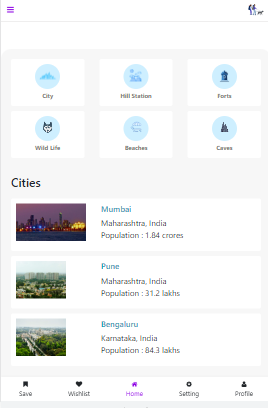 City
Hill Station
Forts
Wild Life
Beaches
Caves
Cities
Mumbai
Maharashtra, India
Population : 1.84 crores
Pune
Maharashtra, India
Population : 31.2 lakhs
Bengaluru
Karnataka, India
Population : 84.3 lakhs
Save
Wishlist
Home
Setting
Profile